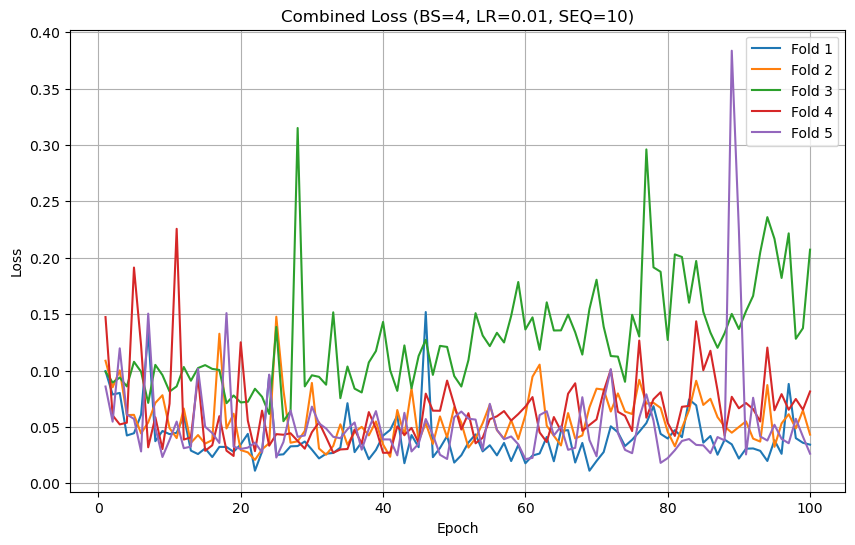 Combined Loss (BS=4, LR=0.01, SEQ=10)
Fold 1
Fold 2
Fold 3
Fold 4
Fold 5
Loss
0.40
0.35
0.30
0.25
0.20
0.15
0.10
0.05
0.00
0
20
40
60
80
100
Epoch